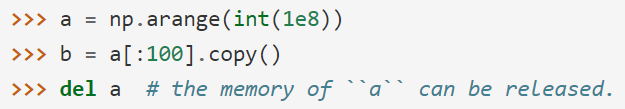 >>> a = np.arange(int(1e8))
>>> b = a[:100].copy()
>>> del a  # the memory of ``a`` can be released.